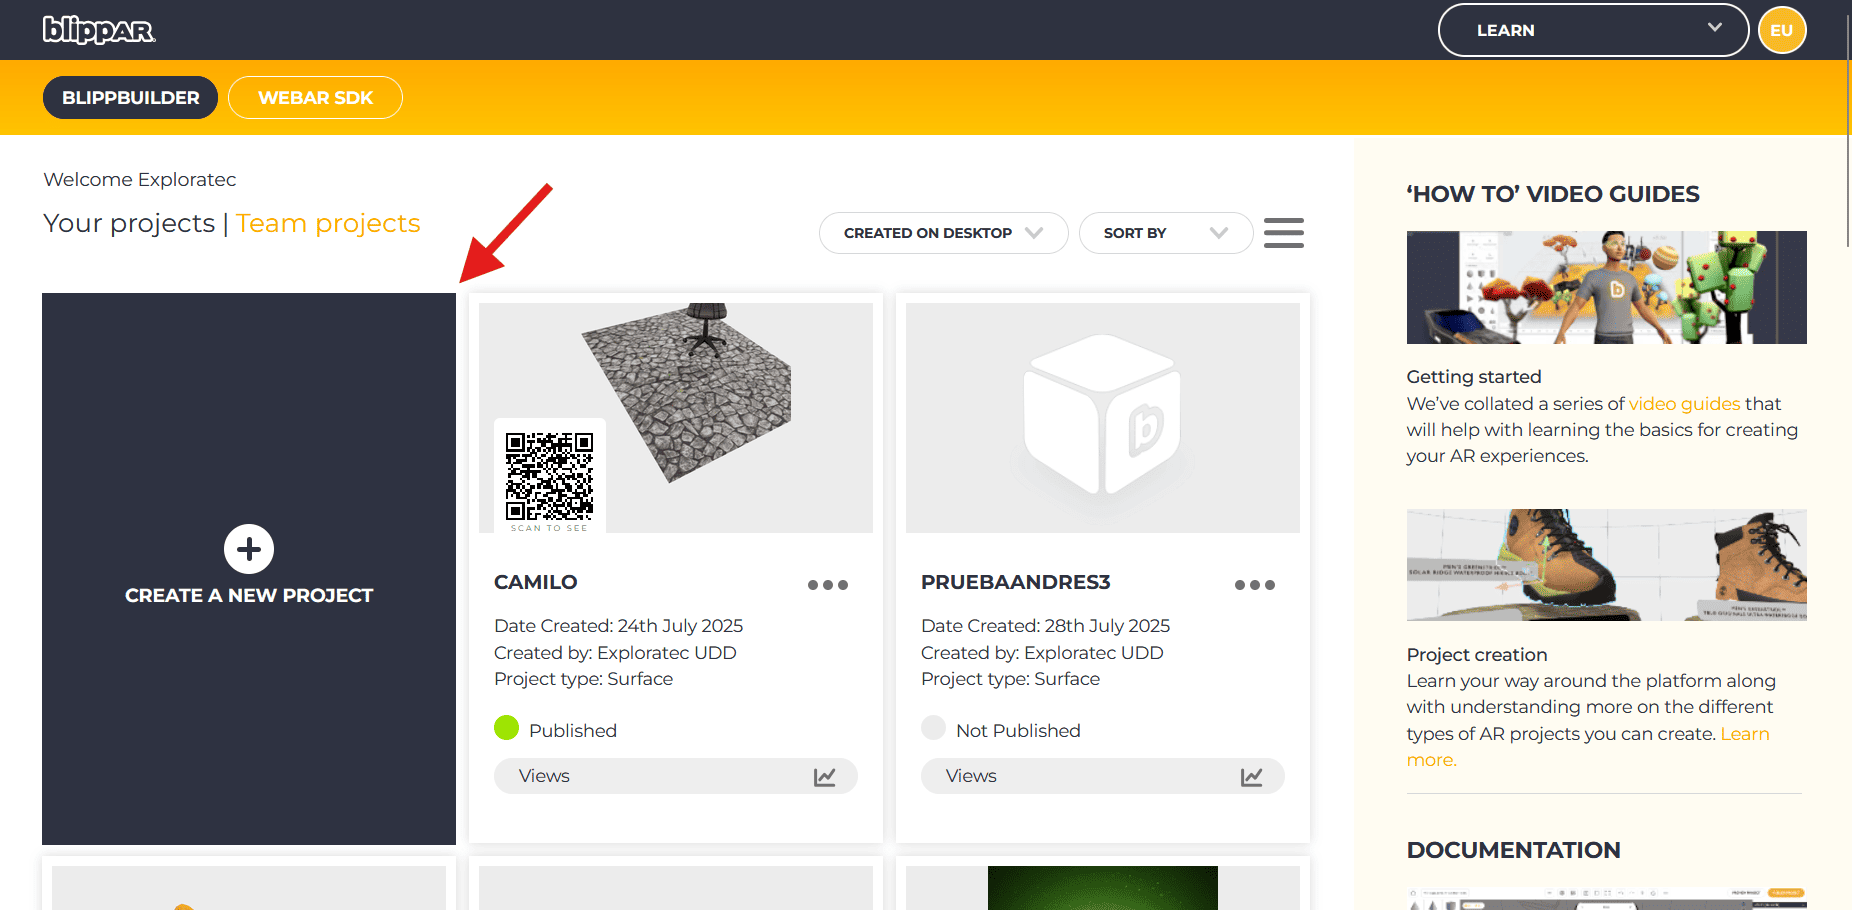 blippAR
LEARN
EU
BLIPPBUILDER
WEBAR SDK
Welcome Exploratec
Your projects | Team projects
CREATED ON DESKTOP
SORT BY
CREATE A NEW PROJECT
SCAN TO SEE
CAMILO
Date Created: 24th July 2025
Created by: Exploratec UDD
Project type: Surface
Published
Views
PRUEBAANDRES3
Date Created: 28th July 2025
Created by: Exploratec UDD
Project type: Surface
Not Published
Views
‘HOW TO’ VIDEO GUIDES
Getting started
We’ve collated a series of video guides that
will help with learning the basics for creating
your AR experiences.
Project creation
Learn your way around the platform along
with understanding more on the different
types of AR projects you can create. Learn
more.
DOCUMENTATION